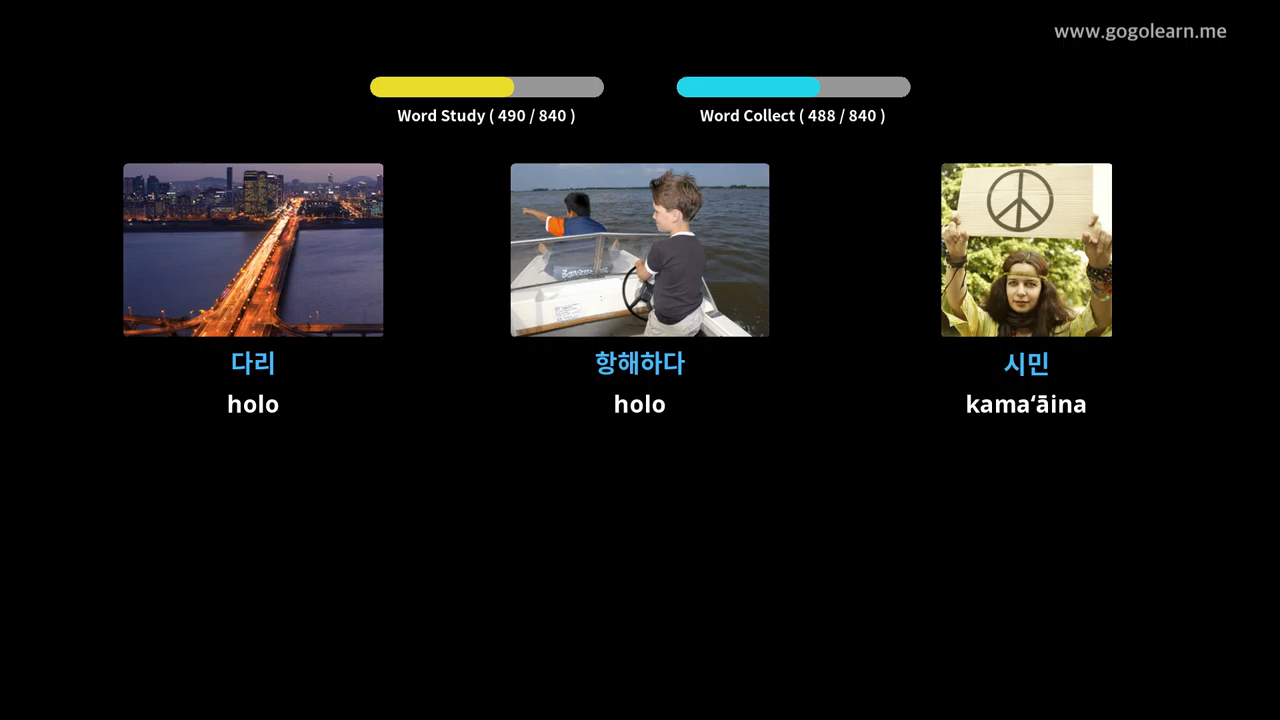 www.gogolearn.me
Word Study ( 490 / 840 )
Word Collect ( 488 / 840 )
다리
holo
항해하다
holo
시민
kamaʻāina